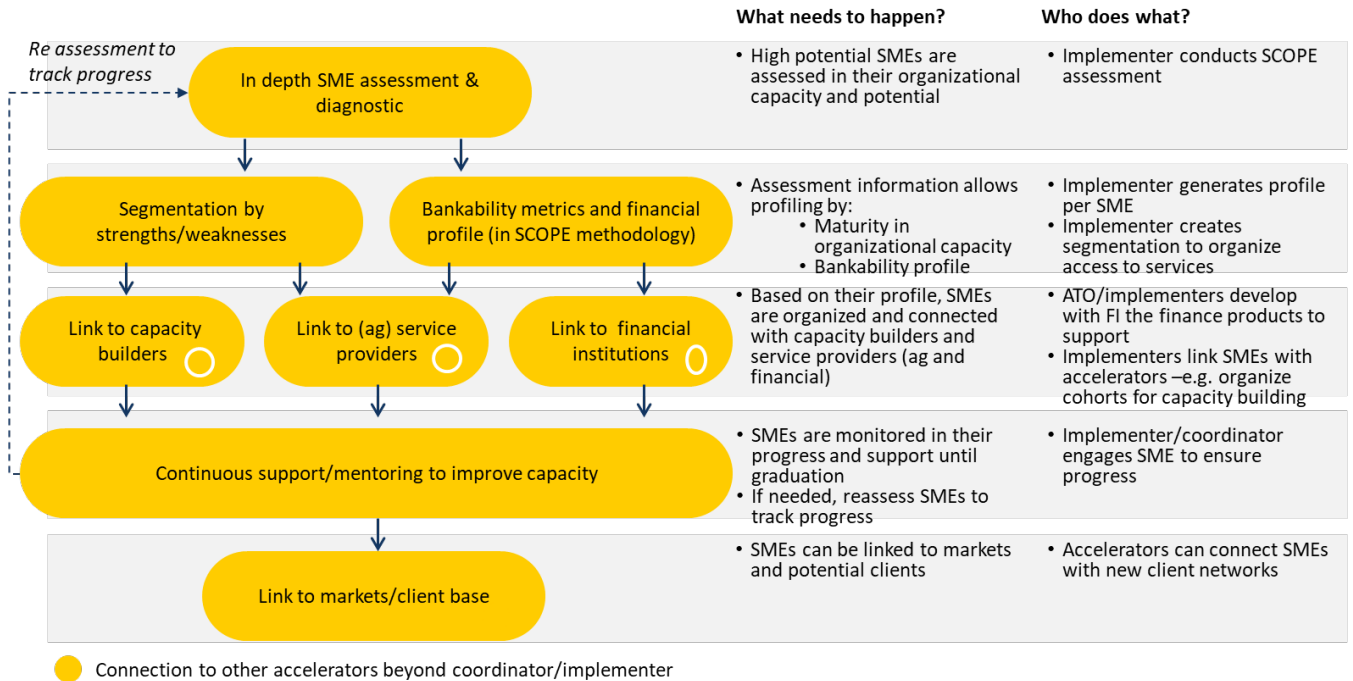 What needs to happen?
Who does what?
Re assessment to
track progress
In depth SME assessment &
diagnostic
• High potential SMEs are
assessed in their organizational
capacity and potential
• Implementer conducts SCOPE
assessment
Segmentation by
strengths/weaknesses
Bankability metrics and financial
profile (in SCOPE methodology)
• Assessment information allows
profiling by:
• Maturity in
organizational capacity
• Bankability profile
• Implementer generates profile
per SME
• Implementer creates
segmentation to organize
access to services
Link to capacity
builders
Link to (ag) service
providers
Link to financial
institutions
• Based on their profile, SMEs
are organized and connected
with capacity builders and
service providers (ag and
financial)
• ATO/implementers develop
with FI the finance products to
support
• Implementers link SMEs with
accelerators –e.g. organize
cohorts for capacity building
Continuous support/mentoring to improve capacity
• SMEs are monitored in their
progress and support until
graduation
• If needed, reassess SMEs to
track progress
• Implementer/coordinator
engages SME to ensure
progress
Link to markets/client base
• SMEs can be linked to markets
and potential clients
• Accelerators can connect SMEs
with new client networks
Connection to other accelerators beyond coordinator/implementer